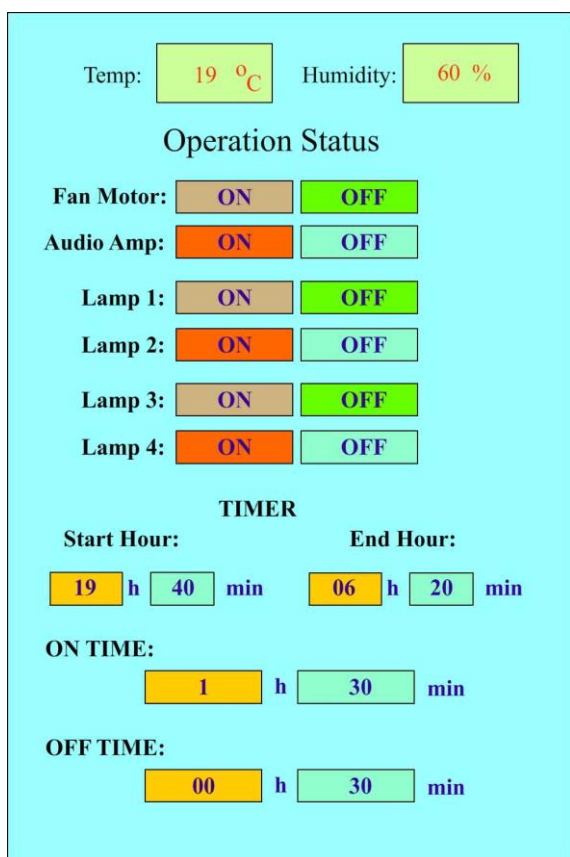 Temp: 19 °C Humidity: 60 %
Operation Status
Fan Motor: ON OFF
Audio Amp: ON OFF
Lamp 1: ON OFF
Lamp 2: ON OFF
Lamp 3: ON OFF
Lamp 4: ON OFF
TIMER
Start Hour: End Hour:
19 h 40 min 06 h 20 min
ON TIME:
1 h 30 min
OFF TIME:
00 h 30 min